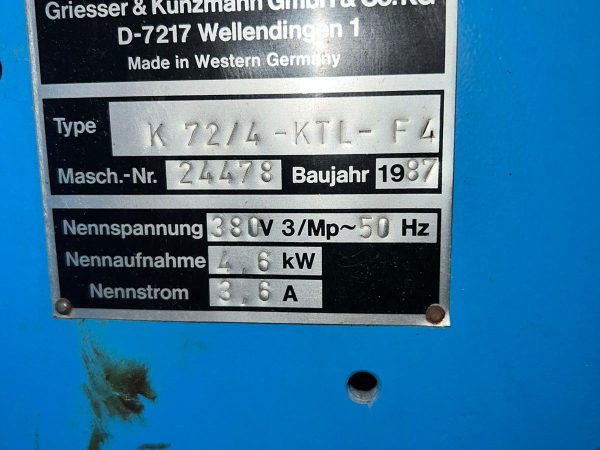 Griesser & Kunzmann GmbH & Co. KG
D-7217 Wellendingen 1
Made in Western Germany
Type K 72/4 -KTL- F4
Masch.-Nr. 24478 Baujahr 1987
Nennspannung 380V 3/Mp~50 Hz
Nennaufnahme 4,6 kW
Nennstrom 3,6 A